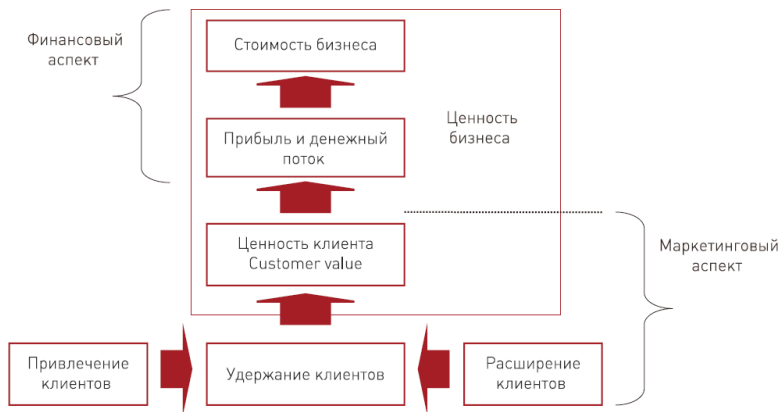 Финансовый
аспект
Стоимость бизнеса
Прибыль и денежный
поток
Ценность
бизнеса
Ценность клиента
Customer value
Маркетинговый
аспект
Привлечение
клиентов
Удержание клиентов
Расширение
клиентов